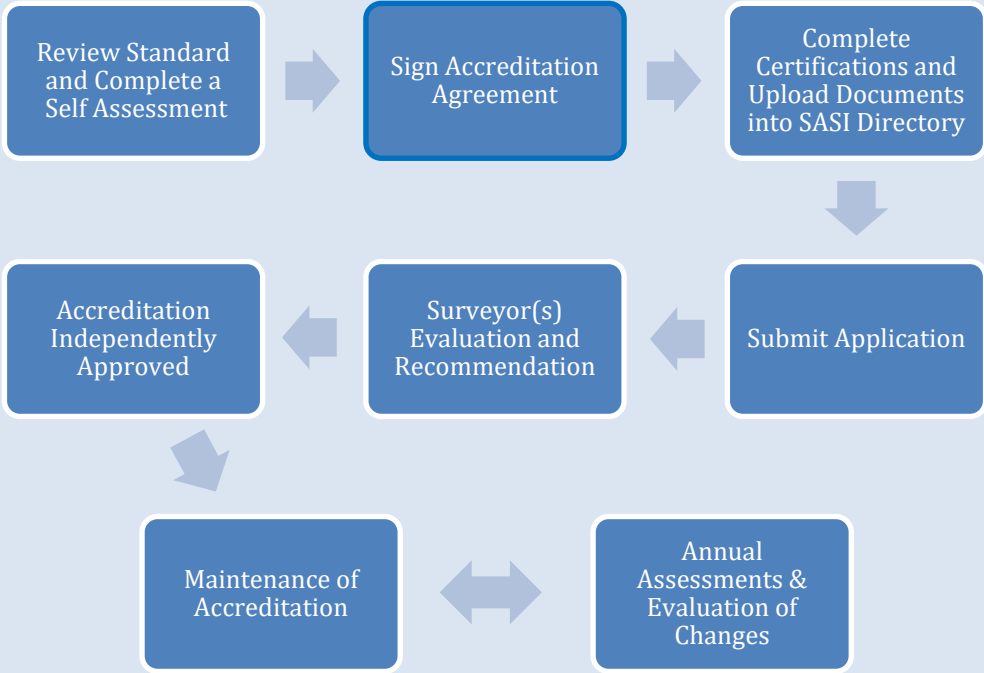 Review Standard
and Complete a
Self Assessment
Sign Accreditation
Agreement
Complete
Certifications and
Upload Documents
into SASI Directory
Submit Application
Surveyor(s)
Evaluation and
Recommendation
Accreditation
Independently
Approved
Maintenance of
Accreditation
Annual
Assessments &
Evaluation of
Changes